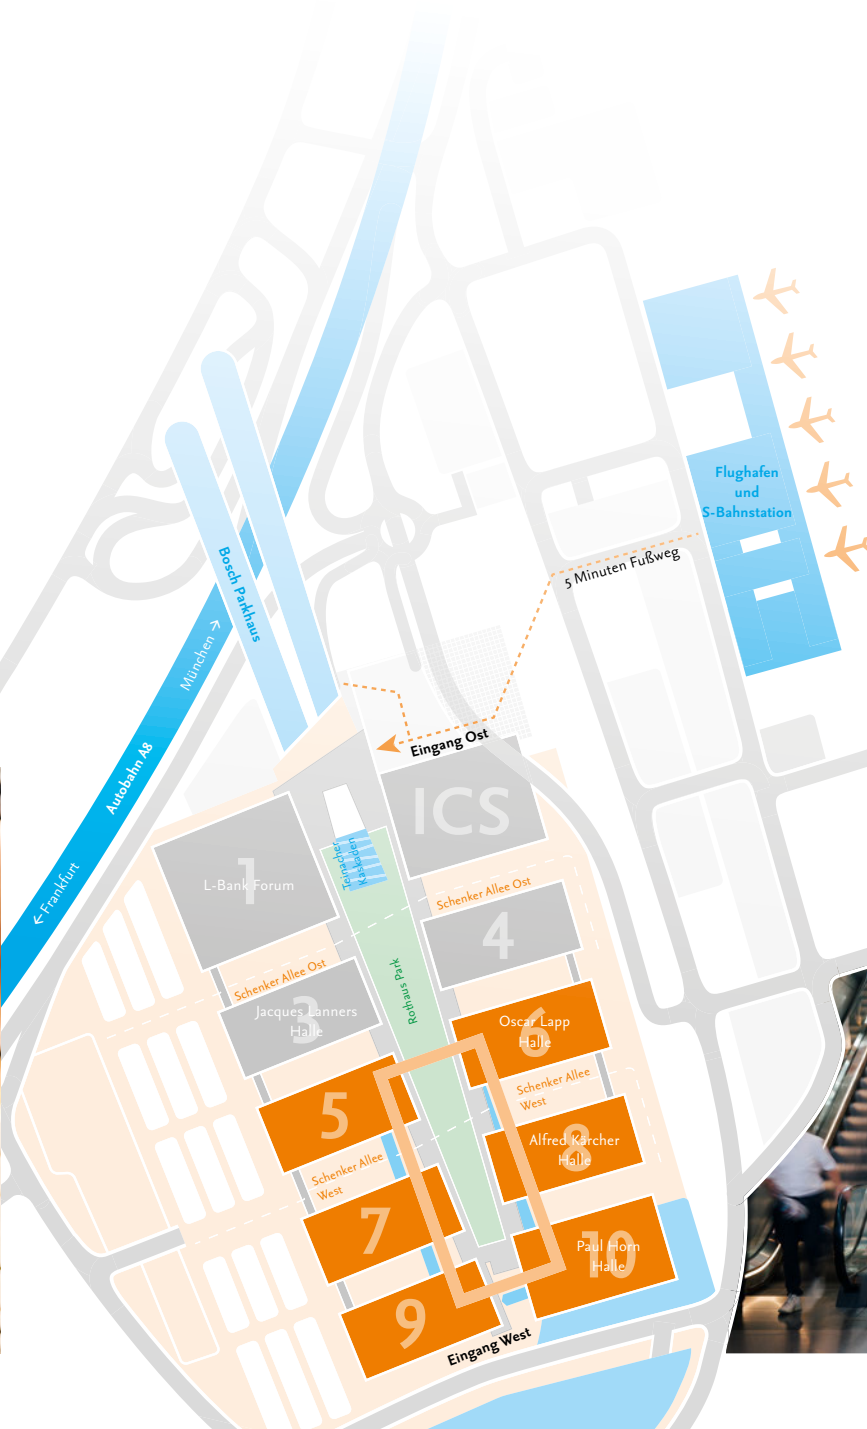 Flughafen
und
S-Bahnstation
5 Minuten Fußweg
Bosch Parkhaus
München →
Autobahn A8
← Frankfurt
Eingang Ost
ICS
1
L-Bank Forum
Teinacher
Kaskaden
Schenker Allee Ost
4
Schenker Allee Ost
Rothaus Park
3
Jacques Lanners
Halle
6
Oscar Lapp
Halle
5
Schenker Allee
West
8
Alfred Kärcher
Halle
Schenker Allee
West
7
10
Paul Horn
Halle
9
Eingang West